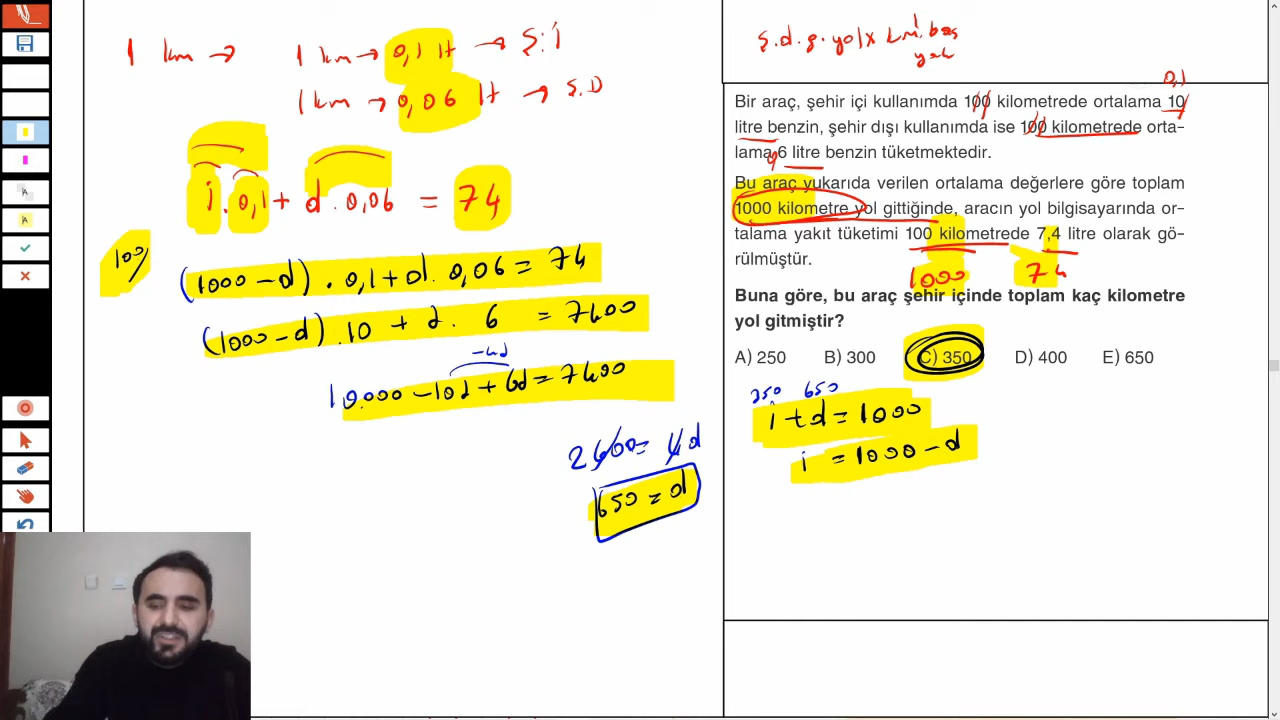 1 km → 1 km → 0,1 lt → Ş.İ
1 km → 0,06 lt → Ş.D
i . 0,1 + d . 0,06 = 74
100/
(1000 - d) . 0,1 + d . 0,06 = 74
(1000 - d) . 10 + d . 6 = 7400
-4d
10.000 - 10d + 6d = 7400
2600 = 4d
650 = d
ş.d.g.yol x km.baş
1
yak
0,1
Bir araç, şehir içi kullanımda 100 kilometrede ortalama 10
litre benzin, şehir dışı kullanımda ise 100 kilometrede orta-
lama 6 litre benzin tüketmektedir.
Bu araç yukarıda verilen ortalama değerlere göre toplam
1000 kilometre yol gittiğinde, aracın yol bilgisayarında or-
talama yakıt tüketimi 100 kilometrede 7,4 litre olarak gö-
rülmüştür.
1000 74
Buna göre, bu araç şehir içinde toplam kaç kilometre
yol gitmiştir?
A) 250 B) 300 C) 350 D) 400 E) 650
350 650
i + d = 1000
i = 1000 - d